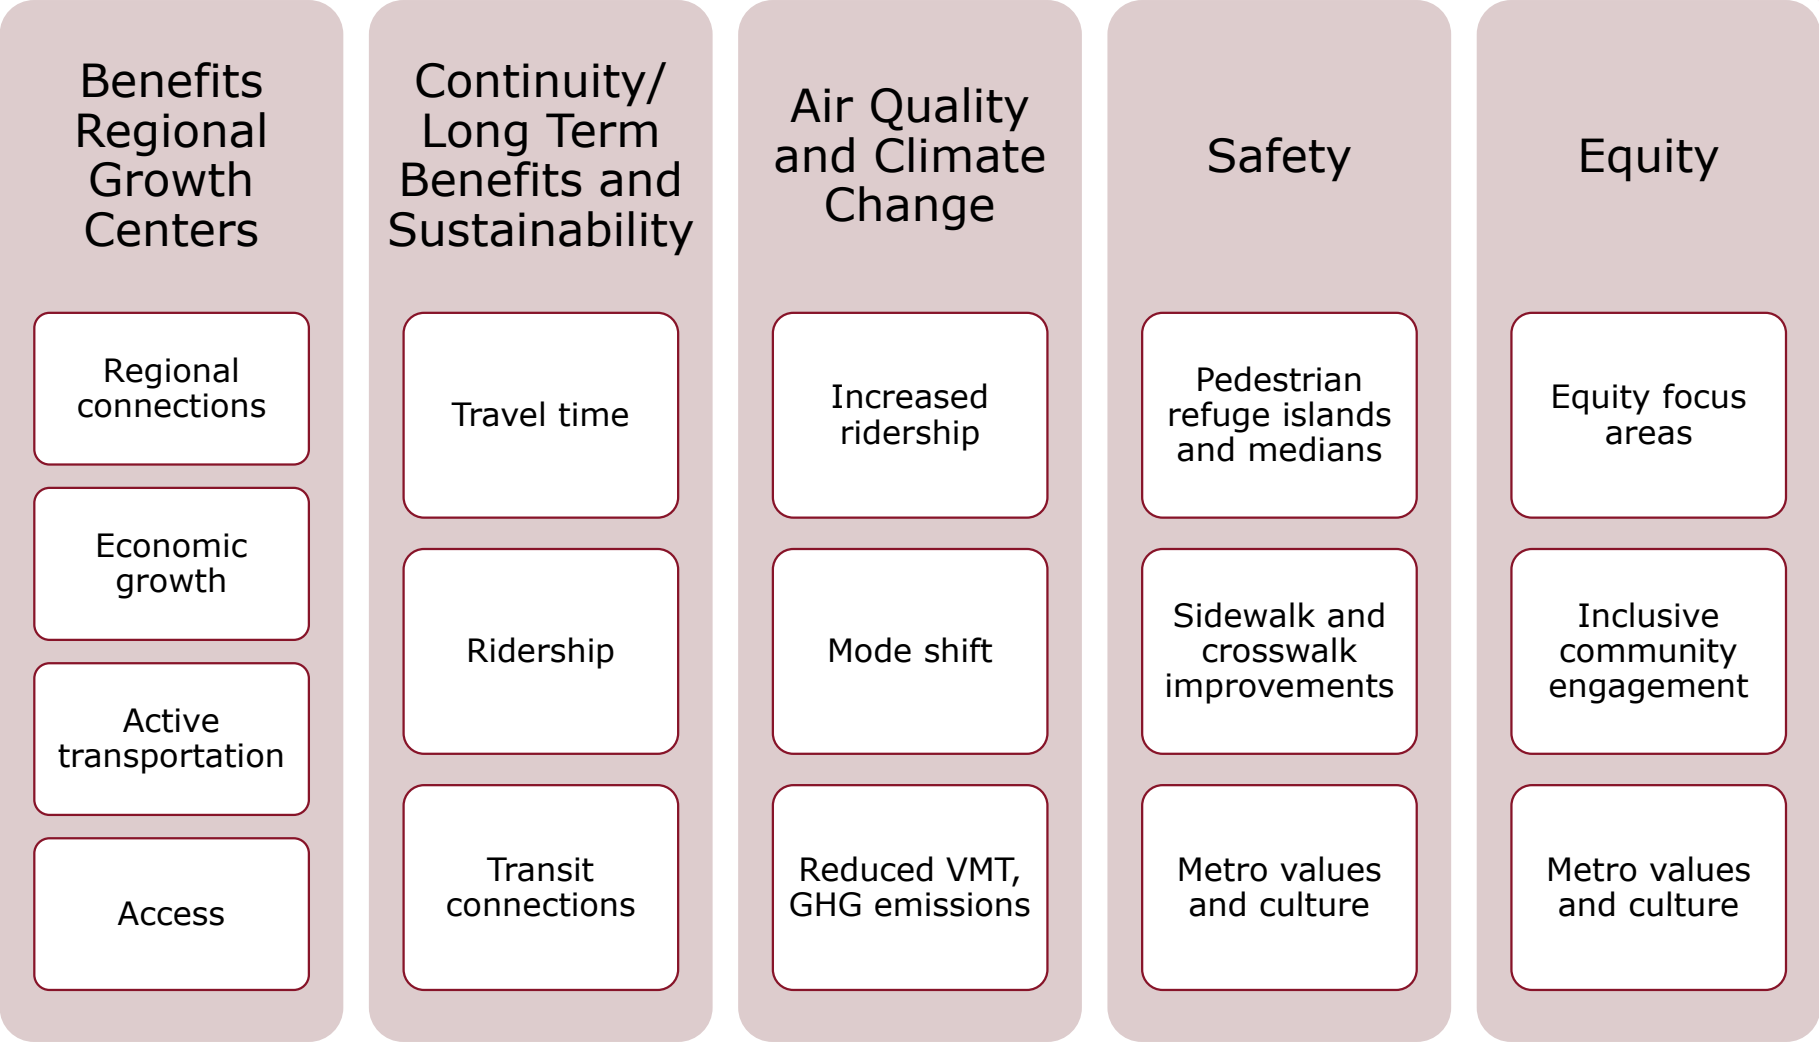 Benefits
Regional
Growth
Centers
Regional
connections
Economic
growth
Active
transportation
Access
Continuity/
Long Term
Benefits and
Sustainability
Travel time
Ridership
Transit
connections
Air Quality
and Climate
Change
Increased
ridership
Mode shift
Reduced VMT,
GHG emissions
Safety
Pedestrian
refuge islands
and medians
Sidewalk and
crosswalk
improvements
Metro values
and culture
Equity
Equity focus
areas
Inclusive
community
engagement
Metro values
and culture